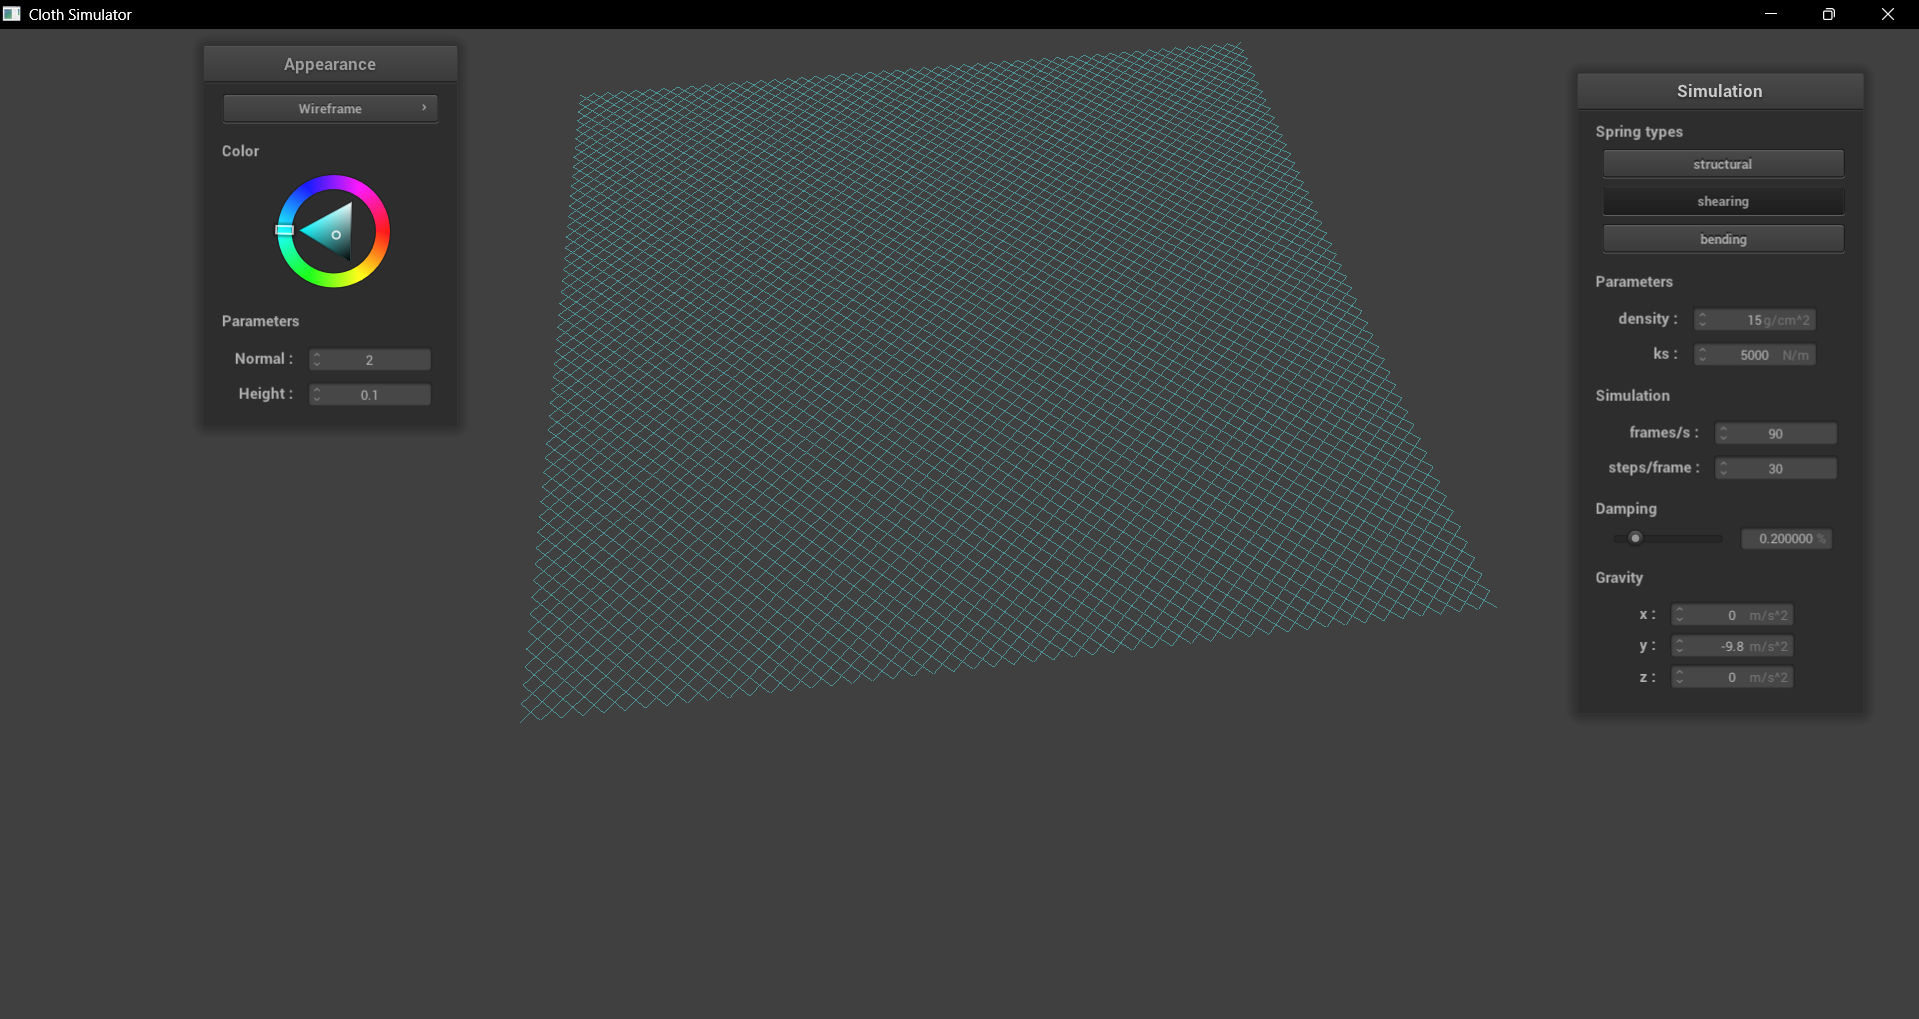 Cloth Simulator
Appearance
Wireframe
Color
Parameters
Normal : 2
Height : 0.1
Simulation
Spring types
structural
shearing
bending
Parameters
density : 15 g/cm^2
ks : 5000 N/m
Simulation
frames/s : 90
steps/frame : 30
Damping
0.200000 %
Gravity
x : 0 m/s^2
y : -9.8 m/s^2
z : 0 m/s^2